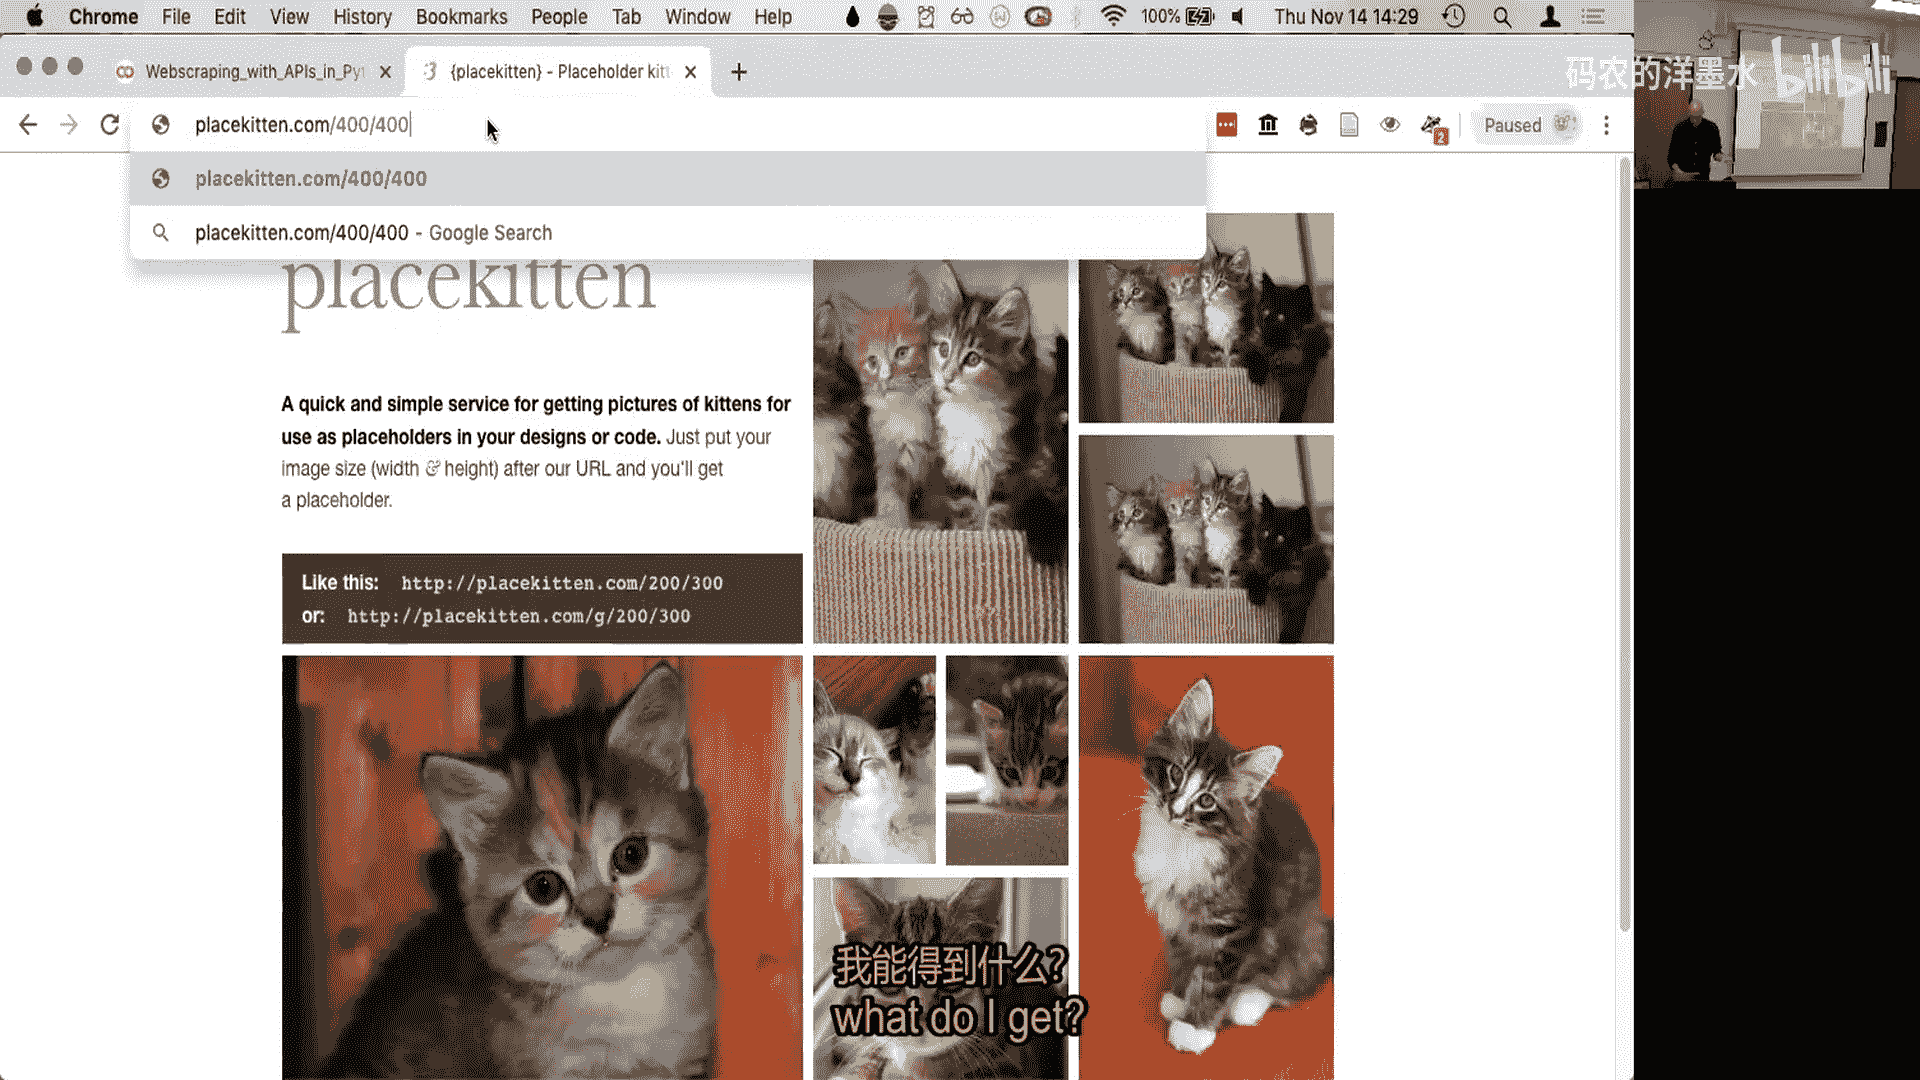 Chrome File Edit View History Bookmarks People Tab Window Help 100% Thu Nov 14 14:29
Webscraping_with_APIs_in_Py
{placekitten} - Placeholder kitt
码农的洋墨水 bilibili
placekitten.com/400/400
Paused
2
placekitten.com/400/400
placekitten.com/400/400 - Google Search
placekitten
A quick and simple service for getting pictures of kittens for
use as placeholders in your designs or code. Just put your
image size (width & height) after our URL and you'll get
a placeholder.
Like this: http://placekitten.com/200/300
or: http://placekitten.com/g/200/300
我能得到什么?
what do I get?